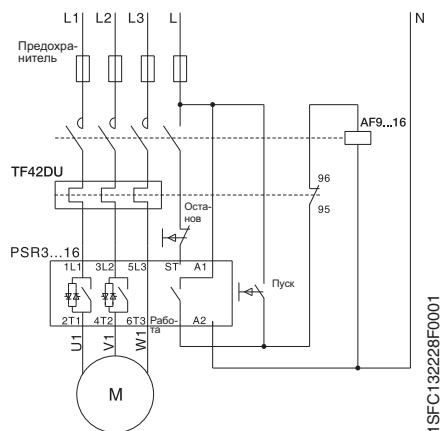 L1 L2 L3 L N
Предохра-
нитель
AF9...16
TF42DU
96
95
Оста-
нов
PSR3...16
1L1 3L2 5L3 ST A1
Пуск
2T1 4T2 6T3 Рабо-
та
A2
U1 V1 W1
M
1SFC132228F0001